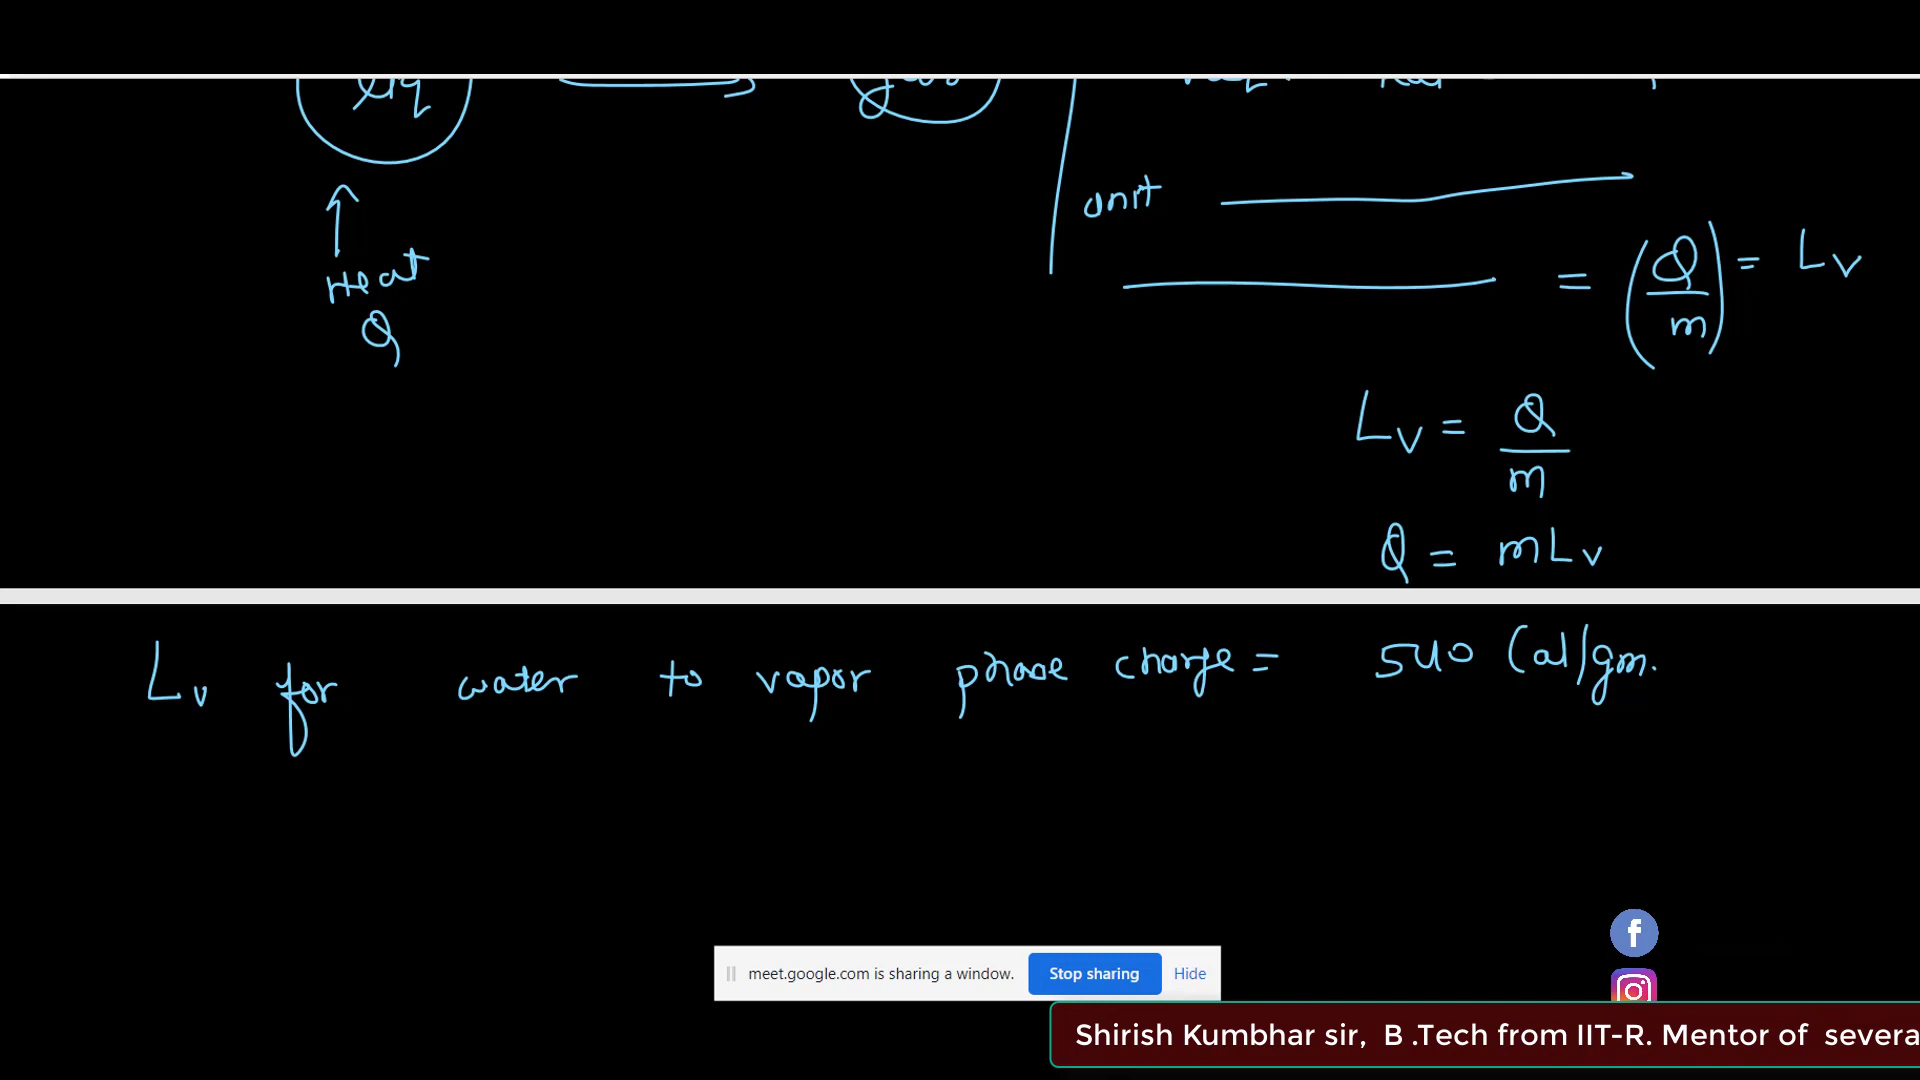 liq
unit
Heat
Q
= (Q/m) = Lv
Lv = Q/m
Q = mLv
Lv for water to vapor phase change = 540 Cal/gm.
meet.google.com is sharing a window. Stop sharing Hide
Shirish Kumbhar sir, B .Tech from IIT-R. Mentor of severa